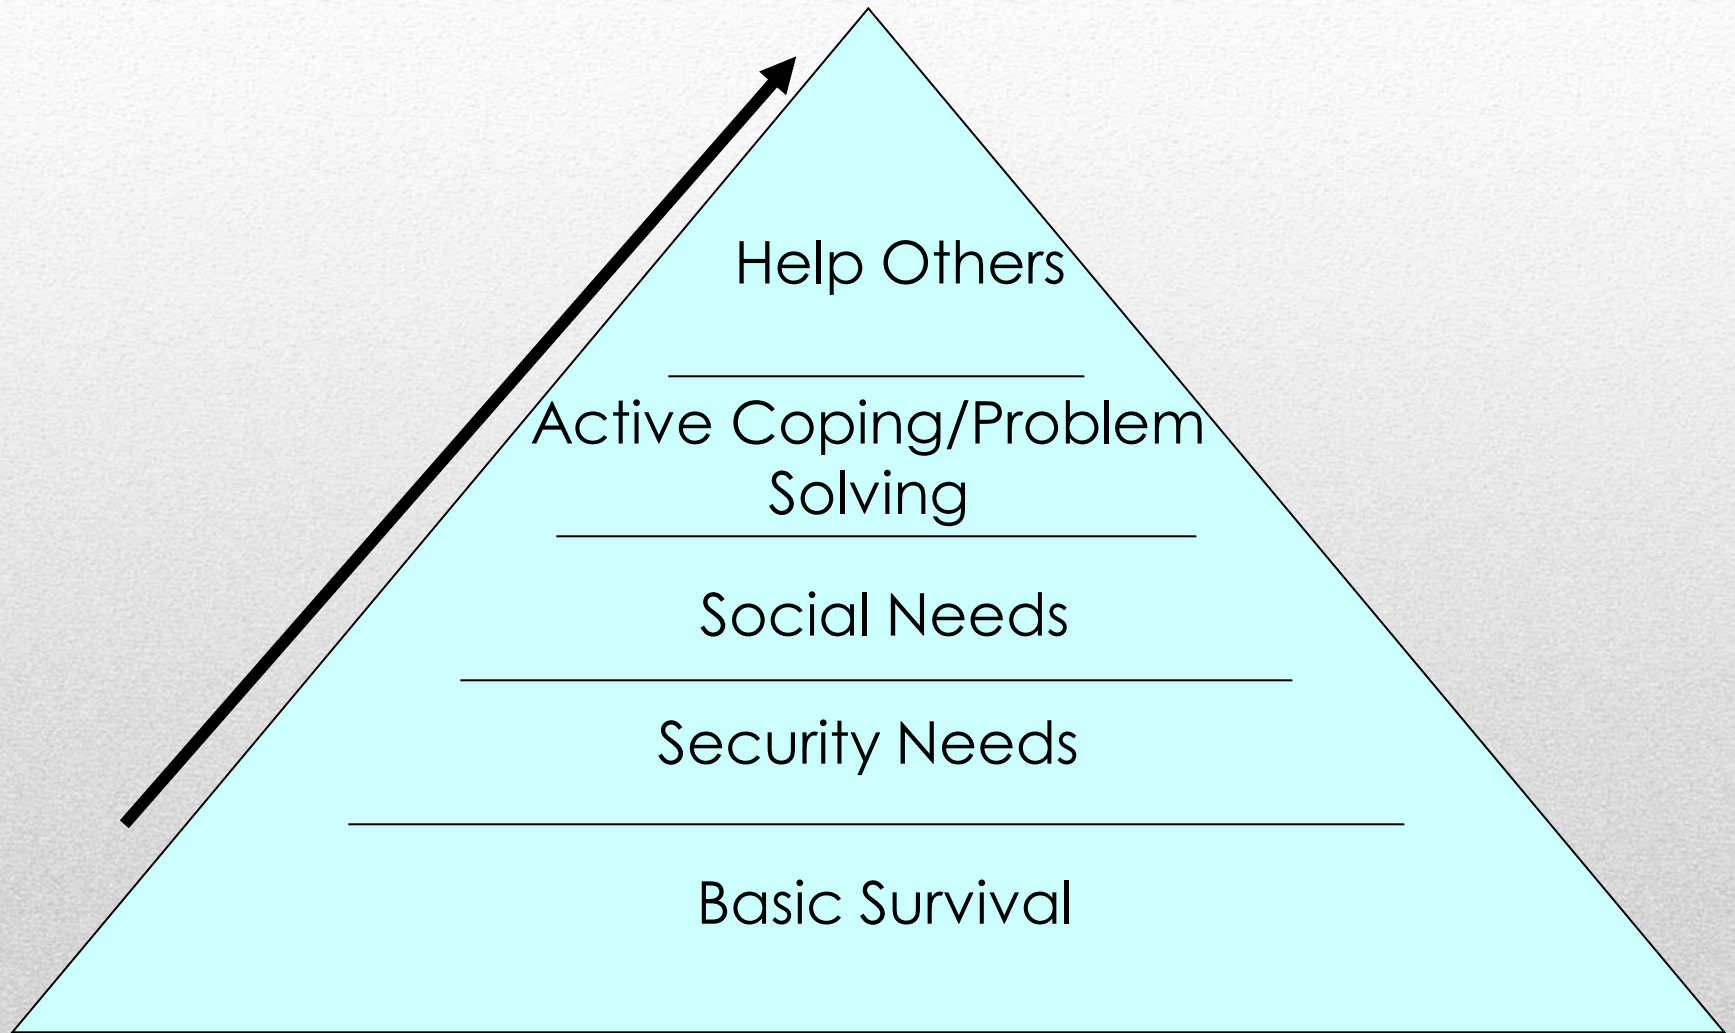 Help Others
Active Coping/Problem
Solving
Social Needs
Security Needs
Basic Survival